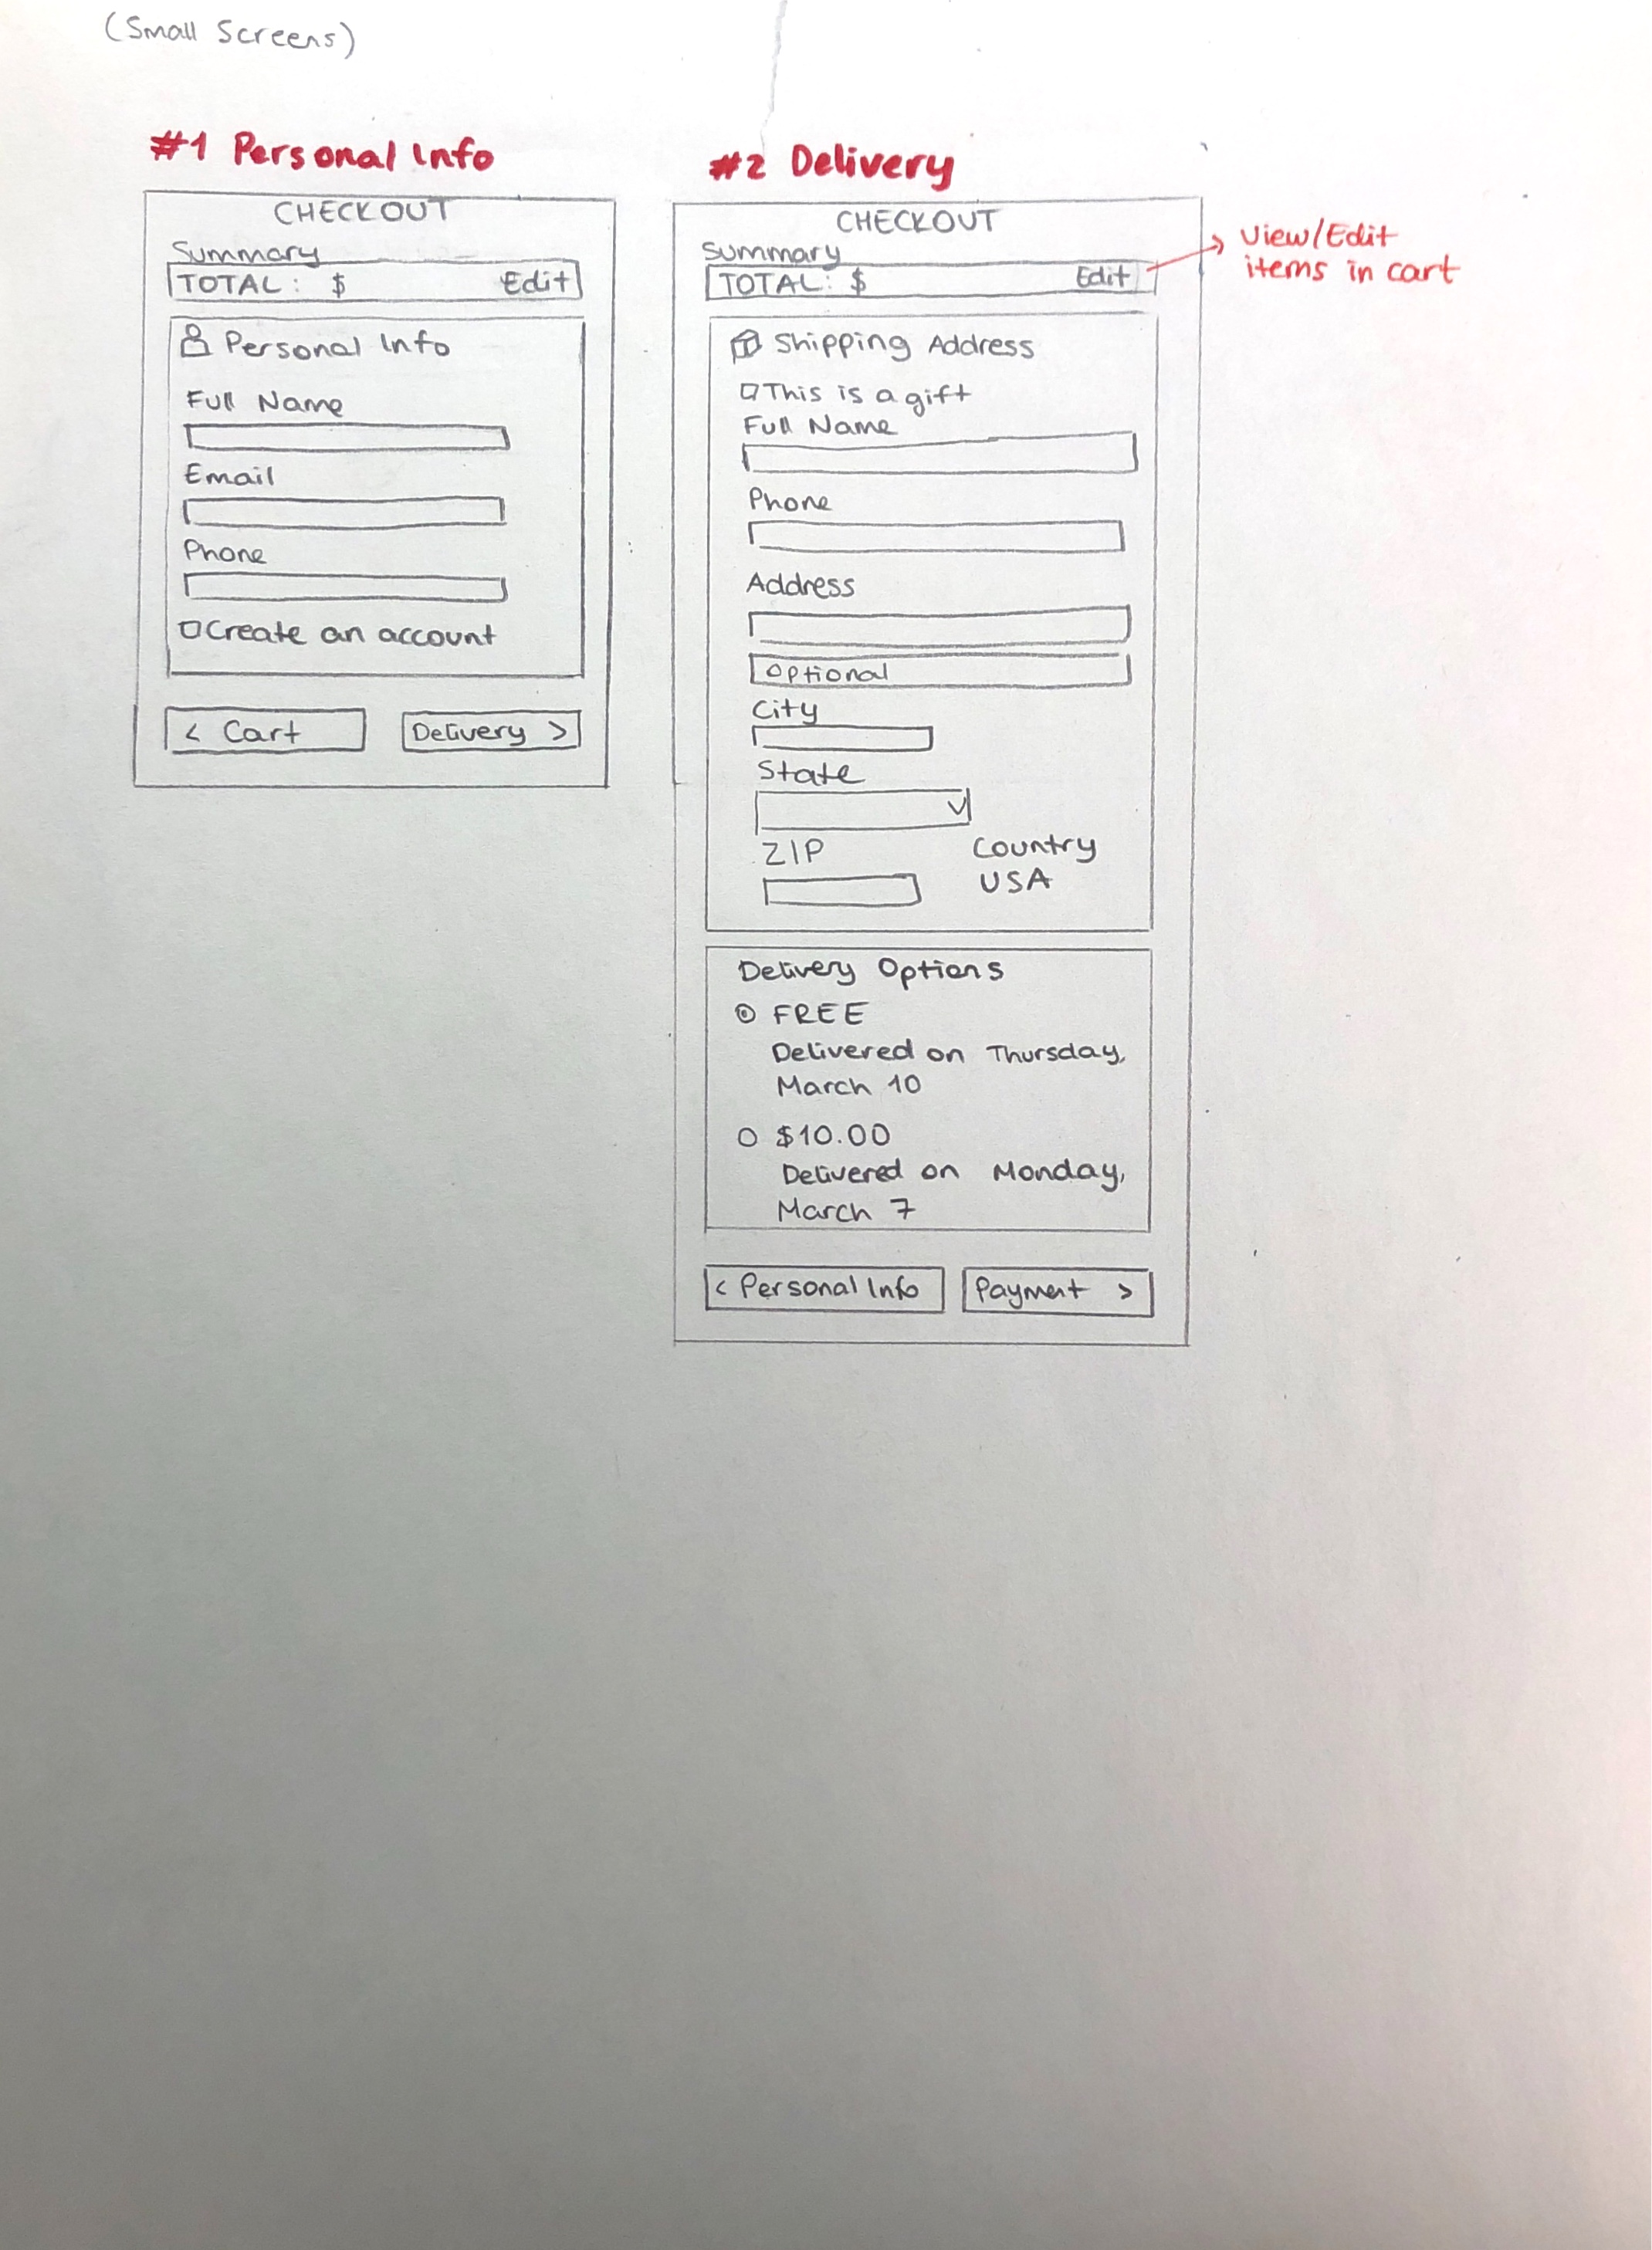 (Small Screens)
#1 Personal Info
CHECKOUT
Summary
TOTAL: $ Edit
Personal Info
Full Name
Email
Phone
Create an account
< Cart
Delivery >
#2 Delivery
CHECKOUT
Summary
TOTAL: $ Edit
View/Edit
items in cart
Shipping Address
This is a gift
Full Name
Phone
Address
Optional
City
State
ZIP
Country
USA
Delivery Options
FREE
Delivered on Thursday,
March 10
$10.00
Delivered on Monday,
March 7
< Personal Info
Payment >